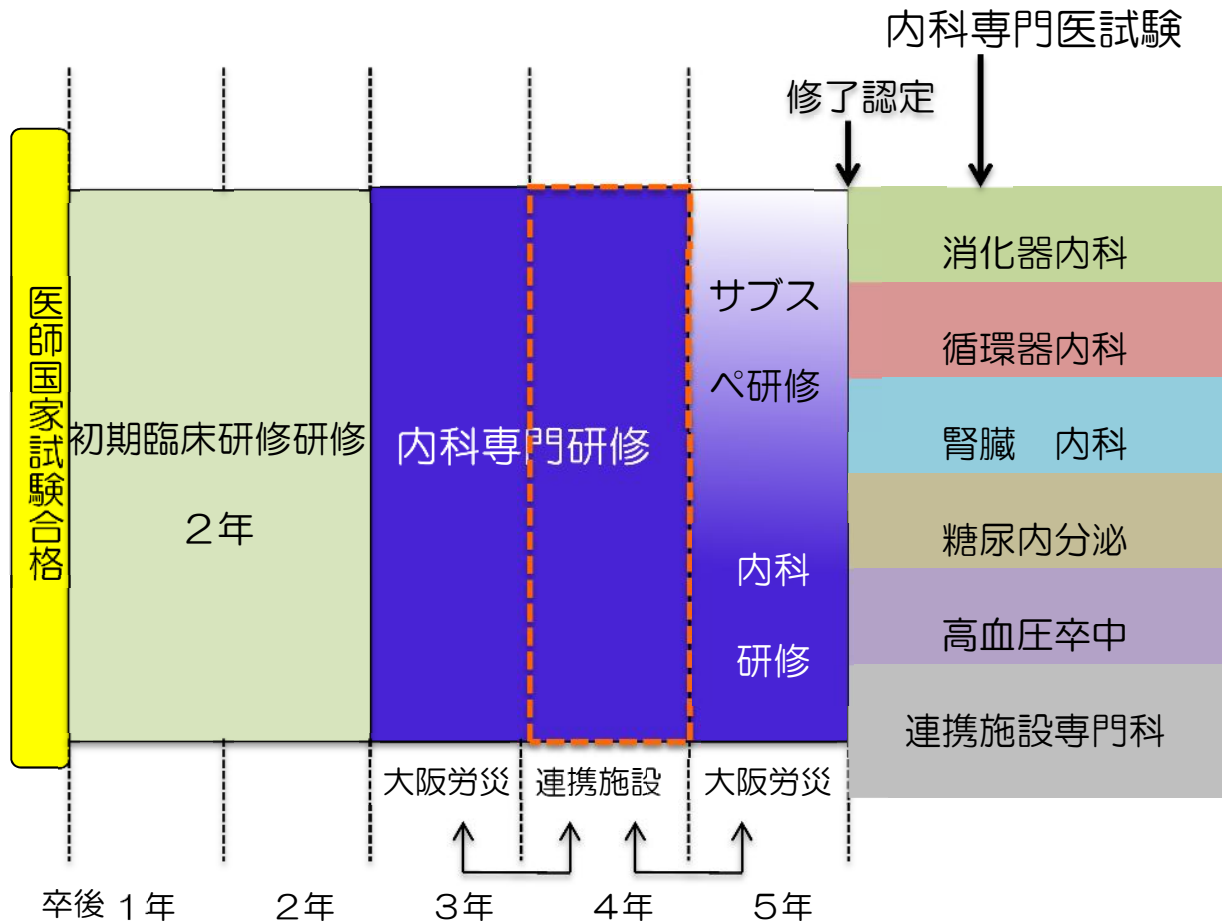 内科専門医試験
修了認定
医師国家試験合格
初期臨床研修研修
２年
内科専門研修
サブス
ペ研修
内科
研修
消化器内科
循環器内科
腎臓　内科
糖尿内分泌
高血圧卒中
連携施設専門科
大阪労災
連携施設
大阪労災
卒後 １年
２年
３年
４年
５年